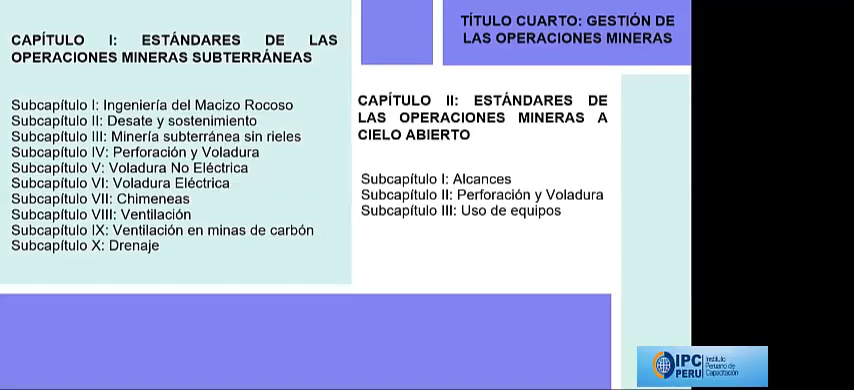 TÍTULO CUARTO: GESTIÓN DE
LAS OPERACIONES MINERAS
CAPÍTULO I: ESTÁNDARES DE LAS
OPERACIONES MINERAS SUBTERRÁNEAS
Subcapítulo I: Ingeniería del Macizo Rocoso
Subcapítulo II: Desate y sostenimiento
Subcapítulo III: Minería subterránea sin rieles
Subcapítulo IV: Perforación y Voladura
Subcapítulo V: Voladura No Eléctrica
Subcapítulo VI: Voladura Eléctrica
Subcapítulo VII: Chimeneas
Subcapítulo VIII: Ventilación
Subcapítulo IX: Ventilación en minas de carbón
Subcapítulo X: Drenaje
CAPÍTULO II: ESTÁNDARES DE
LAS OPERACIONES MINERAS A
CIELO ABIERTO
Subcapítulo I: Alcances
Subcapítulo II: Perforación y Voladura
Subcapítulo III: Uso de equipos
IPC
PERU
Instituto
Peruano de
Capacitación